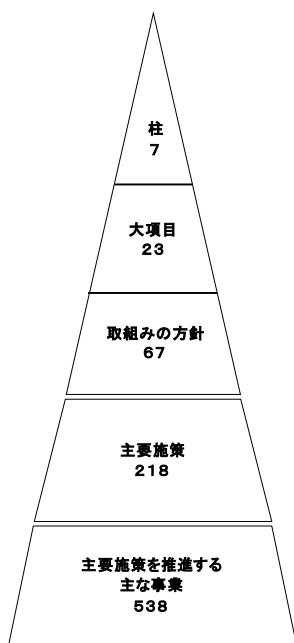 柱
7
大項目
23
取組みの方針
67
主要施策
218
主要施策を推進する
主な事業
538